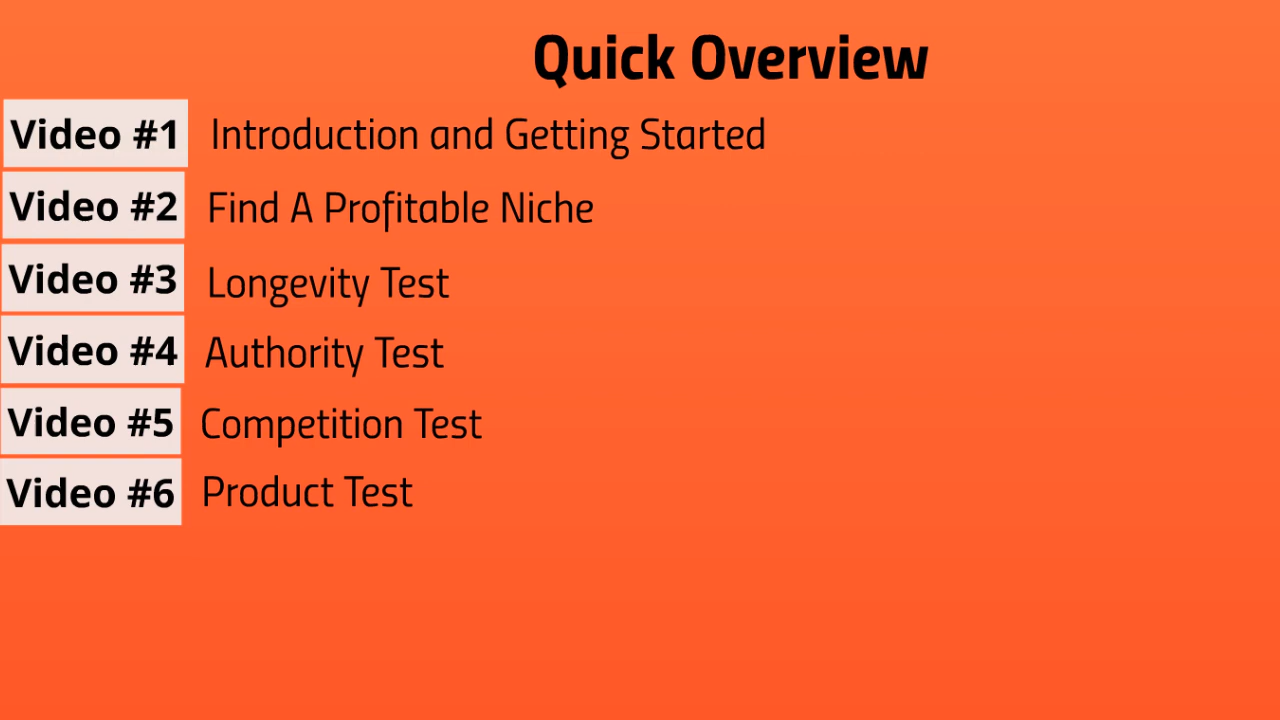 Quick Overview
Video #1 Introduction and Getting Started
Video #2 Find A Profitable Niche
Video #3 Longevity Test
Video #4 Authority Test
Video #5 Competition Test
Video #6 Product Test